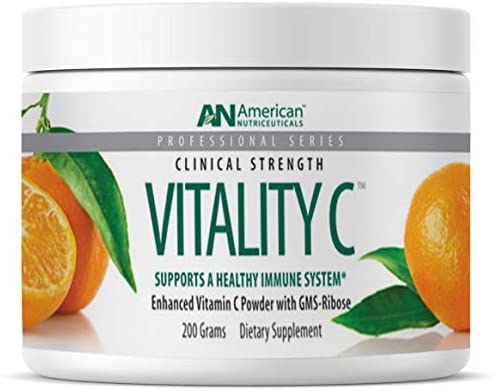 AN American™
NUTRICEUTICALS
PROFESSIONAL SERIES
CLINICAL STRENGTH
VITALITY C™
SUPPORTS A HEALTHY IMMUNE SYSTEM*
Enhanced Vitamin C Powder with GMS-Ribose
200 Grams Dietary Supplement